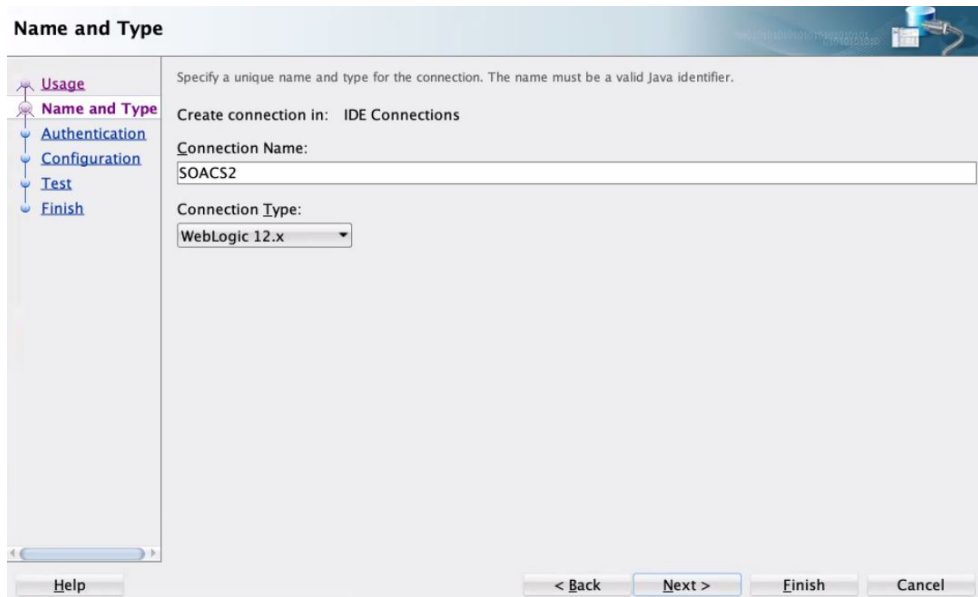 Name and Type
Usage
Name and Type
Authentication
Configuration
Test
Finish
Specify a unique name and type for the connection. The name must be a valid Java identifier.
Create connection in: IDE Connections
Connection Name:
SOACS2
Connection Type:
WebLogic 12.x
Help
< Back
Next >
Finish
Cancel